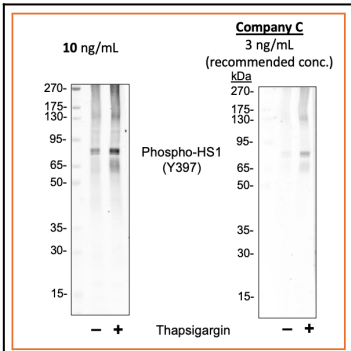 10 ng/mL
270-
175-
130-
95-
65-
50-
35-
30-
15-
– +
Phospho-HS1
(Y397)
Thapsigargin
Company C
3 ng/mL
(recommended conc.)
kDa
270-
175-
130-
95-
65-
50-
35-
30-
15-
– +